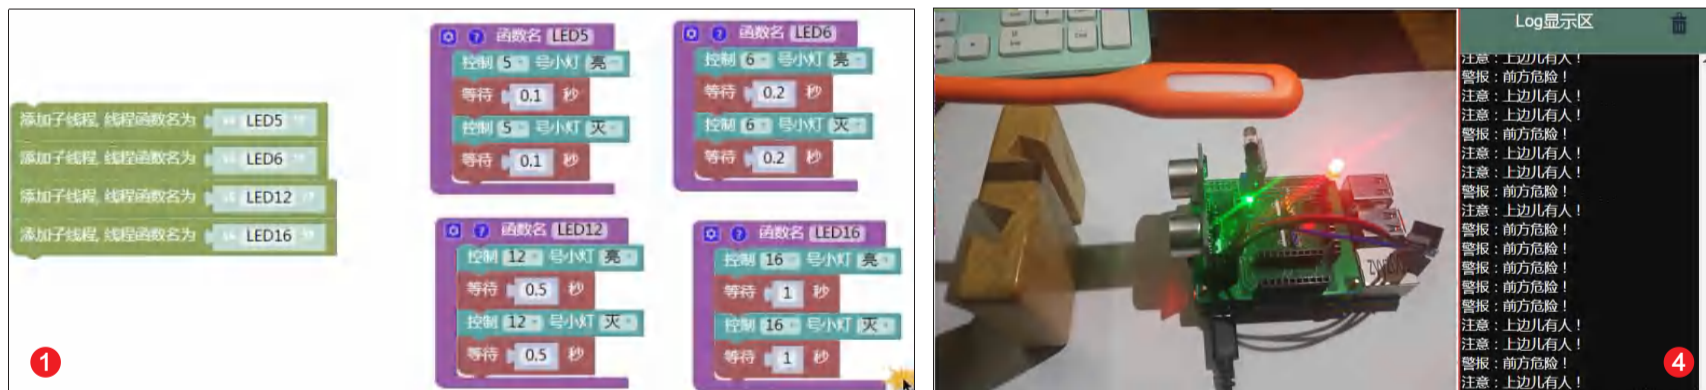 添加子线程, 线程函数名为 LED5
添加子线程, 线程函数名为 LED6
添加子线程, 线程函数名为 LED12
添加子线程, 线程函数名为 LED16
函数名 LED5
控制 5 号小灯 亮
等待 0.1 秒
控制 5 号小灯 灭
等待 0.1 秒
函数名 LED6
控制 6 号小灯 亮
等待 0.2 秒
控制 6 号小灯 灭
等待 0.2 秒
函数名 LED12
控制 12 号小灯 亮
等待 0.5 秒
控制 12 号小灯 灭
等待 0.5 秒
函数名 LED16
控制 16 号小灯 亮
等待 1 秒
控制 16 号小灯 灭
等待 1 秒
1
Log显示区
注意：上边儿有人！
警报：前方危险！
注意：上边儿有人！
注意：上边儿有人！
警报：前方危险！
注意：上边儿有人！
注意：上边儿有人！
警报：前方危险！
注意：上边儿有人！
警报：前方危险！
警报：前方危险！
警报：前方危险！
警报：前方危险！
警报：前方危险！
注意：上边儿有人！
注意：上边儿有人！
警报：前方危险！
注意：上边儿有人！
4